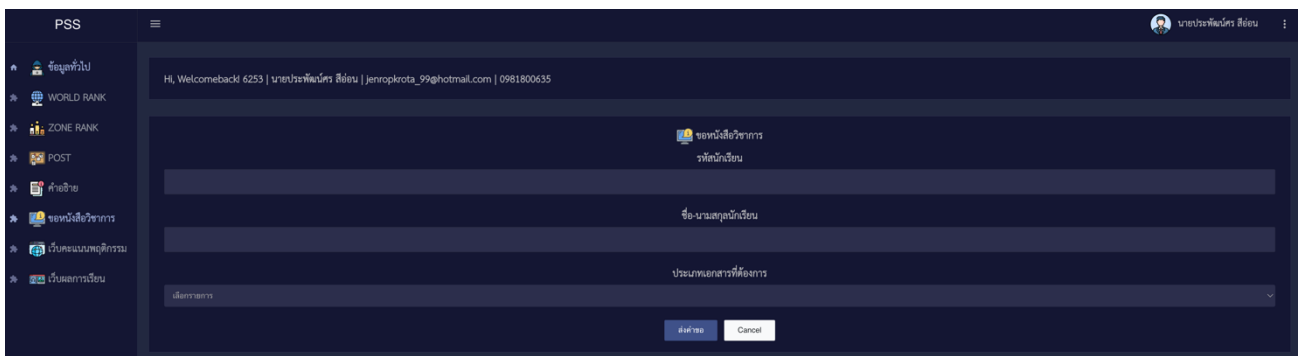 PSS
นายประพัฒน์ศร สีอ่อน
ข้อมูลทั่วไป
WORLD RANK
ZONE RANK
POST
คำอธิาย
ขอหนังสือวิชาการ
เว็บคะแนนพฤติกรรม
เว็บผลการเรียน
Hi, Welcomeback! 6253 | นายประพัฒน์ศร สีอ่อน | jenropkrota_99@hotmail.com | 0981800635
ขอหนังสือวิชาการ
รหัสนักเรียน
ชื่อ-นามสกุลนักเรียน
ประเภทเอกสารที่ต้องการ
เลือกรายการ
ส่งคำขอ Cancel